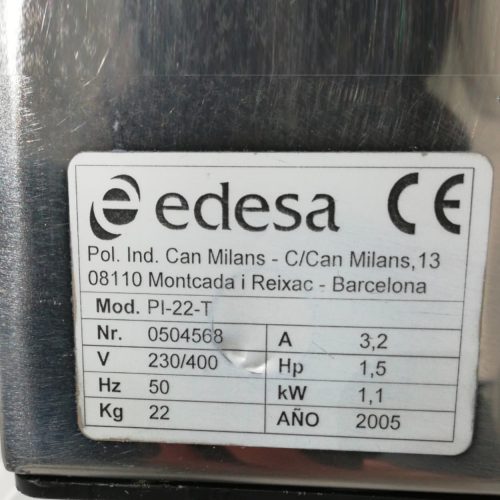 edesa CE
Pol. Ind. Can Milans - C/Can Milans,13
08110 Montcada i Reixac - Barcelona
Mod. PI-22-T
Nr. 0504568 A 3,2
V 230/400 Hp 1,5
Hz 50 kW 1,1
Kg 22 AÑO 2005